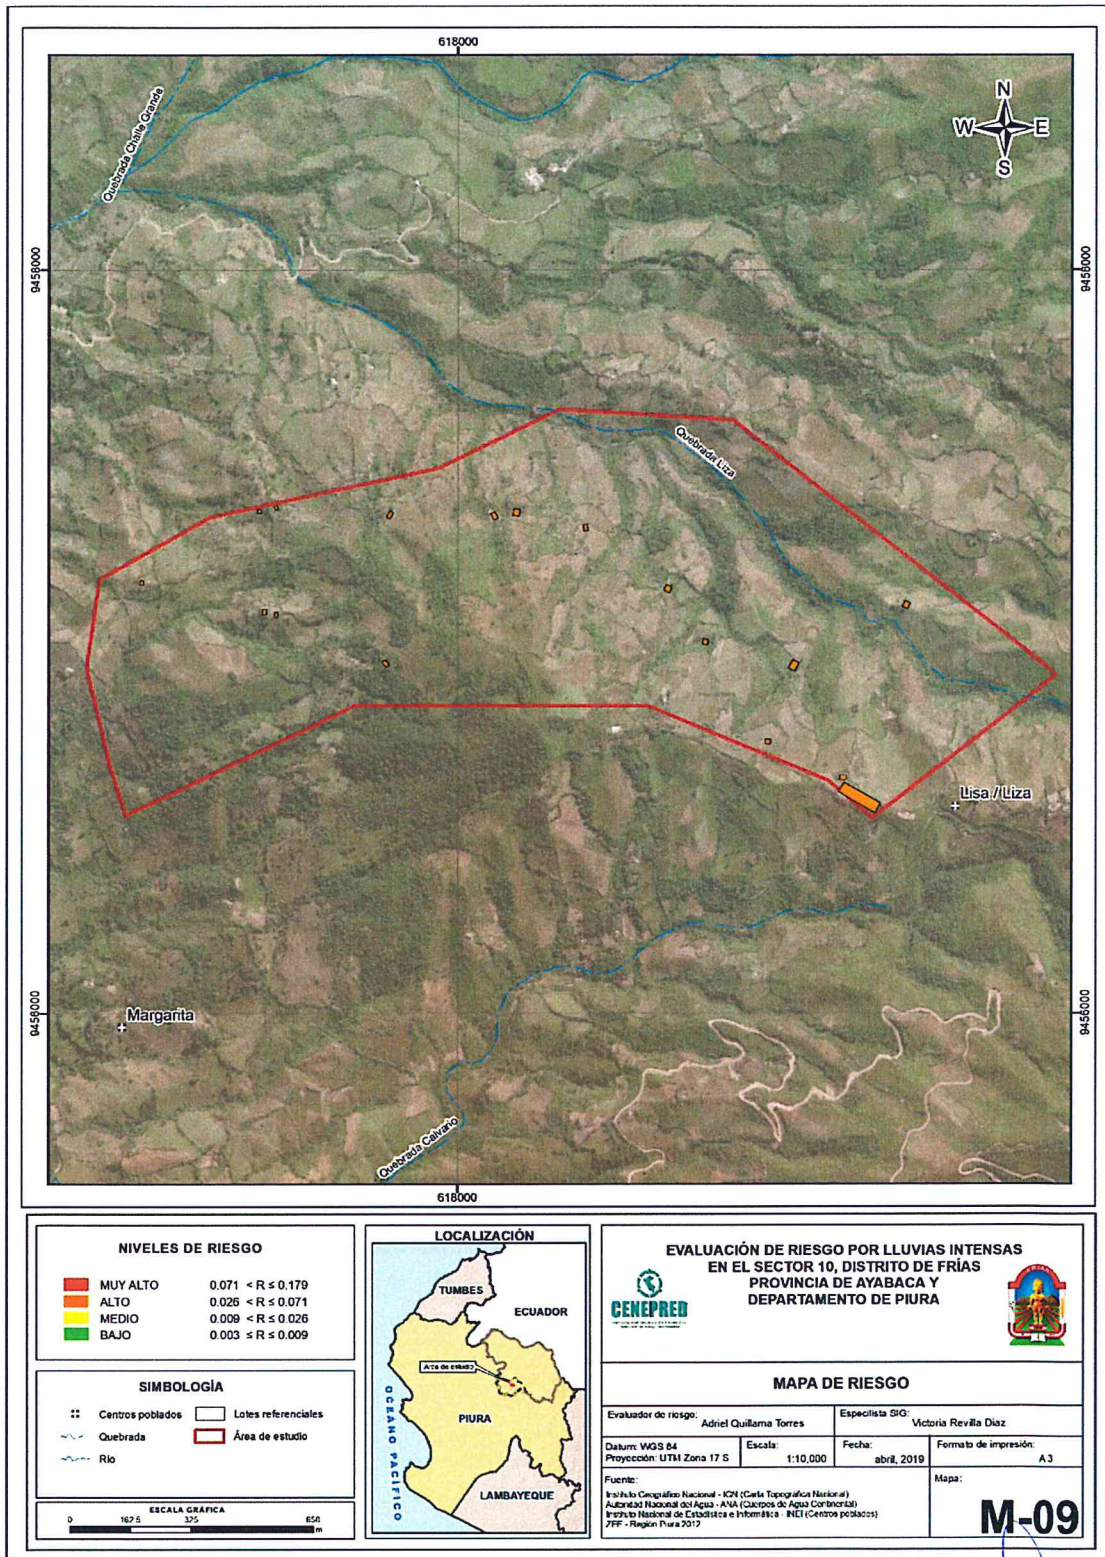 618000
Quebrada Challe Grande
N
W E
S
9458000
9458000
Quebrada Liza
Lisa / Liza
9456000
9456000
Margarita
Quebrada Calvario
618000
NIVELES DE RIESGO
MUY ALTO 0.071 < R ≤ 0.179
ALTO 0.026 < R ≤ 0.071
MEDIO 0.009 < R ≤ 0.026
BAJO 0.003 ≤ R ≤ 0.009
SIMBOLOGÍA
Centros poblados Lotes referenciales
Quebrada Área de estudio
Río
ESCALA GRÁFICA
0 162.5 325 650
m
LOCALIZACIÓN
TUMBES
ECUADOR
Área de estudio
PIURA
OCEANO PACÍFICO
LAMBAYEQUE
CENEPRED
EVALUACIÓN DE RIESGO POR LLUVIAS INTENSAS
EN EL SECTOR 10, DISTRITO DE FRÍAS
PROVINCIA DE AYABACA Y
DEPARTAMENTO DE PIURA
MAPA DE RIESGO
Evaluador de riesgo: Adriel Quillama Torres
Especilista SIG: Victoria Revilla Diaz
Datum: WGS 84
Proyección: UTM Zona 17 S
Escala: 1:10,000
Fecha: abril, 2019
Formato de impresión: A3
Fuente:
Instituto Geográfico Nacional - IGN (Carta Topográfica Nacional)
Autoridad Nacional del Agua - ANA (Cuerpos de Agua Continental)
Instituto Nacional de Estadística e Informática - INEI (Centros poblados)
ZEE - Región Piura 2012
Mapa:
M-09